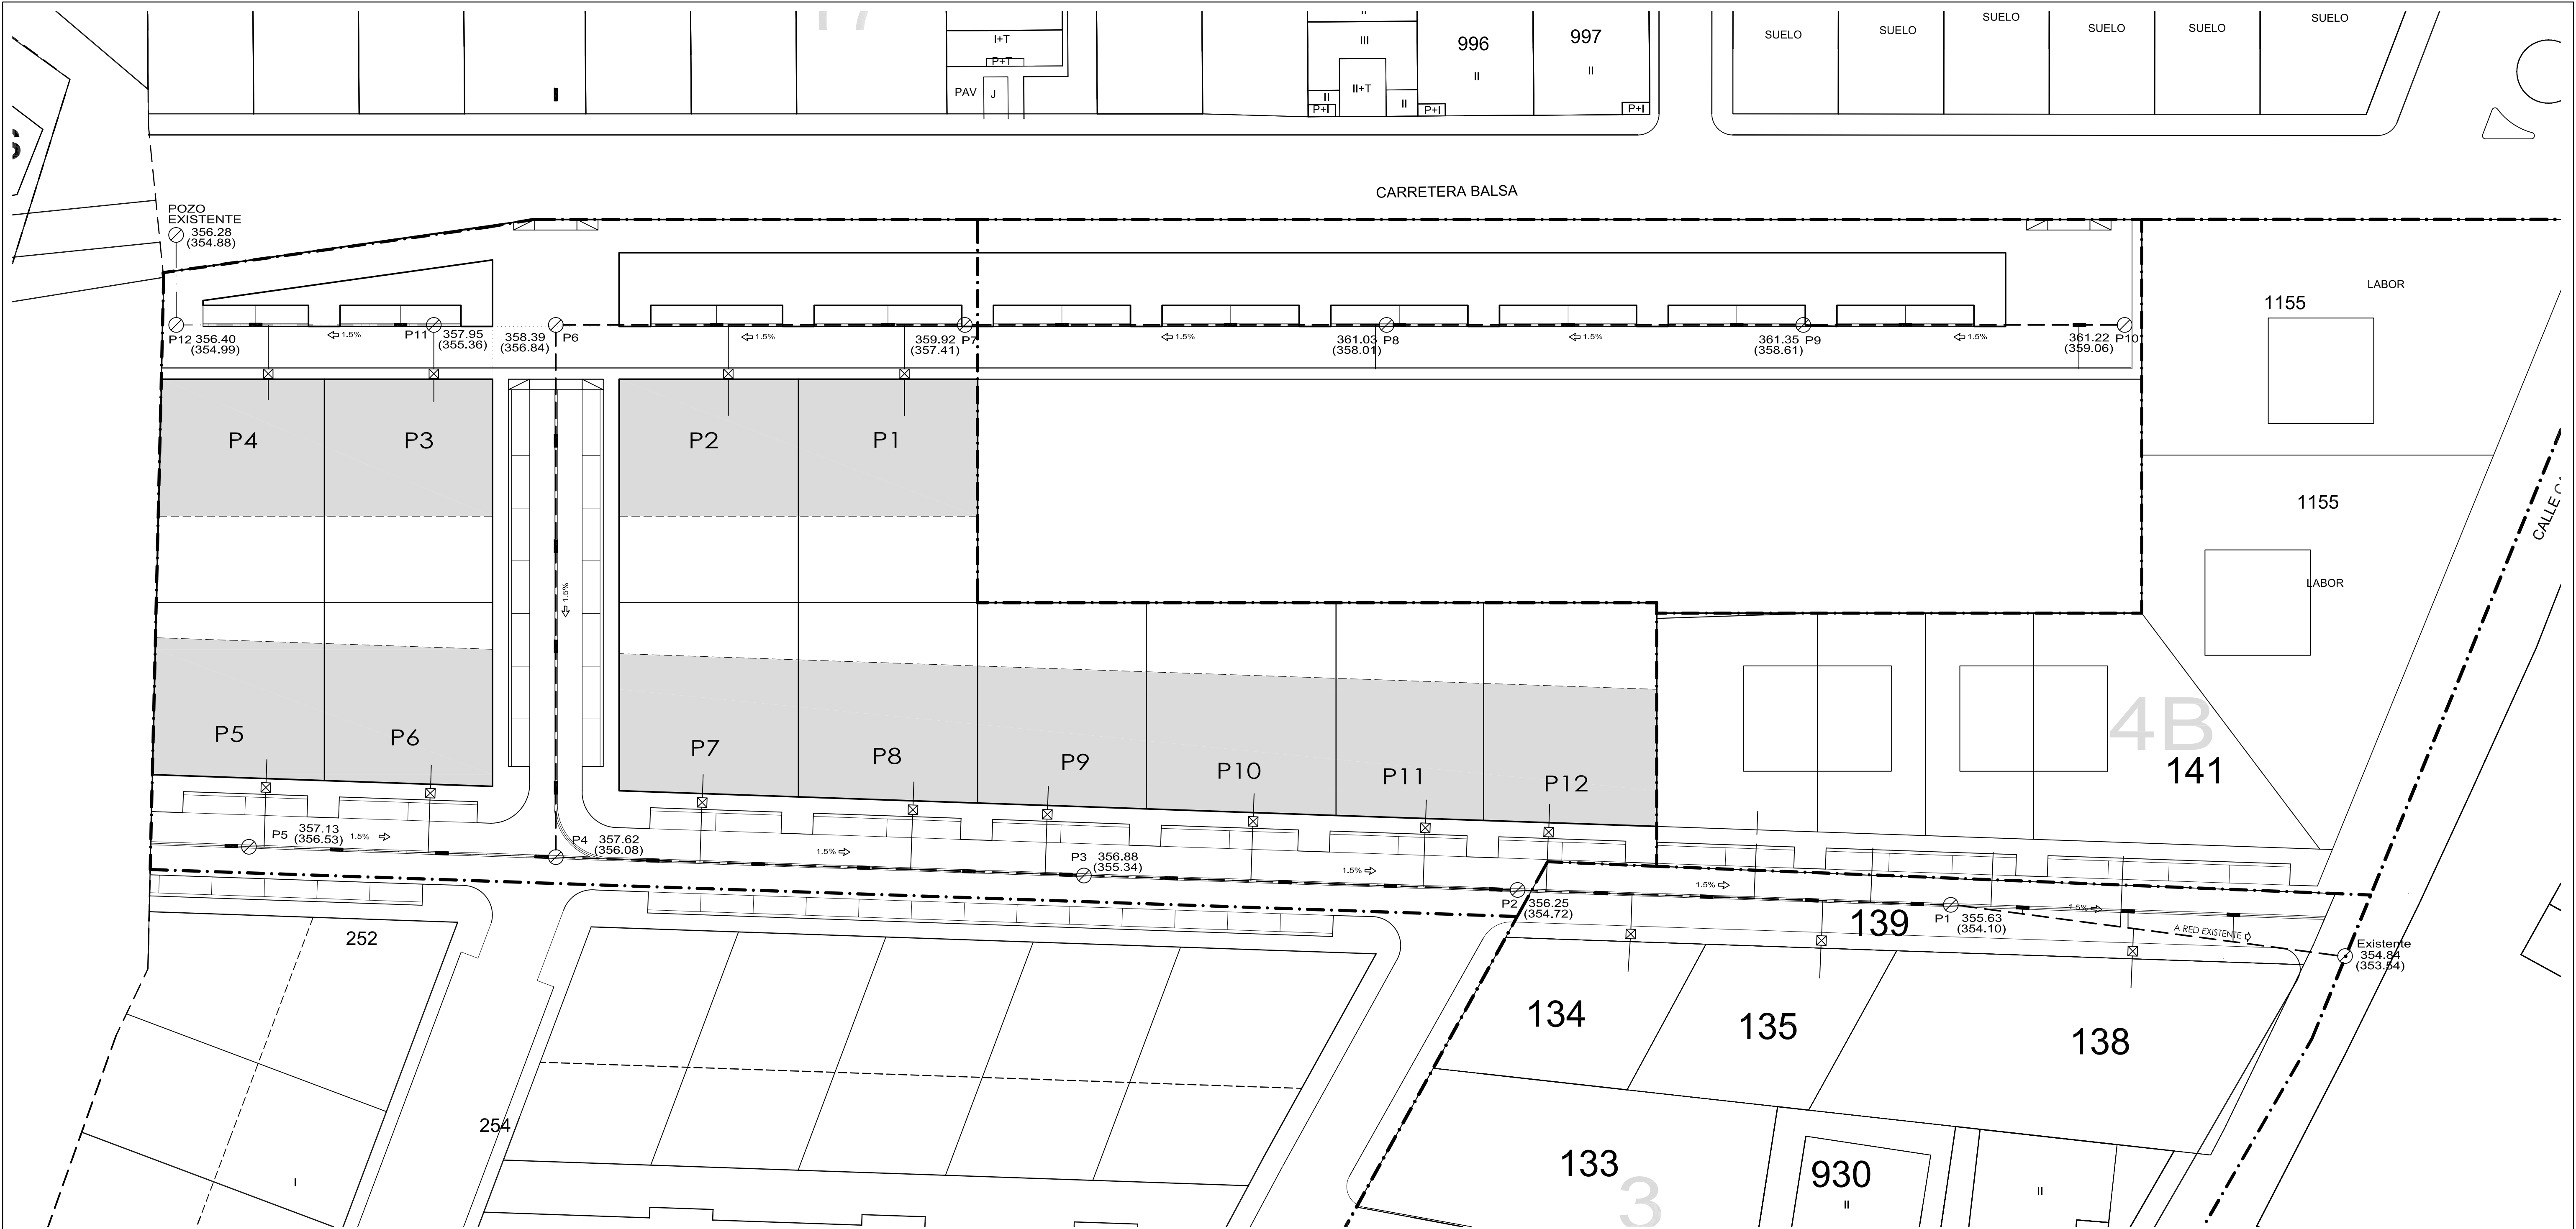 17
I+T
P+T
PAV
J
I
II
III
II+T
II
II
P+I
P+I
996
II
997
II
P+I
SUELO
SUELO
SUELO
SUELO
SUELO
SUELO
CARRETERA BALSA
POZO
EXISTENTE
356.28
(354.88)
P12 356.40
(354.99)
1.5%
P11 357.95
(355.36)
358.39 P6
(356.84)
1.5%
359.92 P7
(357.41)
1.5%
361.03 P8
(358.01)
1.5%
361.35 P9
(358.61)
1.5%
361.22 P10
(359.06)
1155
LABOR
P4
P3
P2
P1
1155
LABOR
1.5%
P5
P6
P7
P8
P9
P10
P11
P12
4B
141
P5 357.13
(356.53)
1.5%
P4 357.62
(356.08)
1.5%
P3 356.88
(355.34)
1.5%
P2 356.25
(354.72)
1.5%
139
P1 355.63
(354.10)
1.5%
A RED EXISTENTE
Existente
354.84
(353.54)
252
134
135
138
254
I
133
3
930
II
II